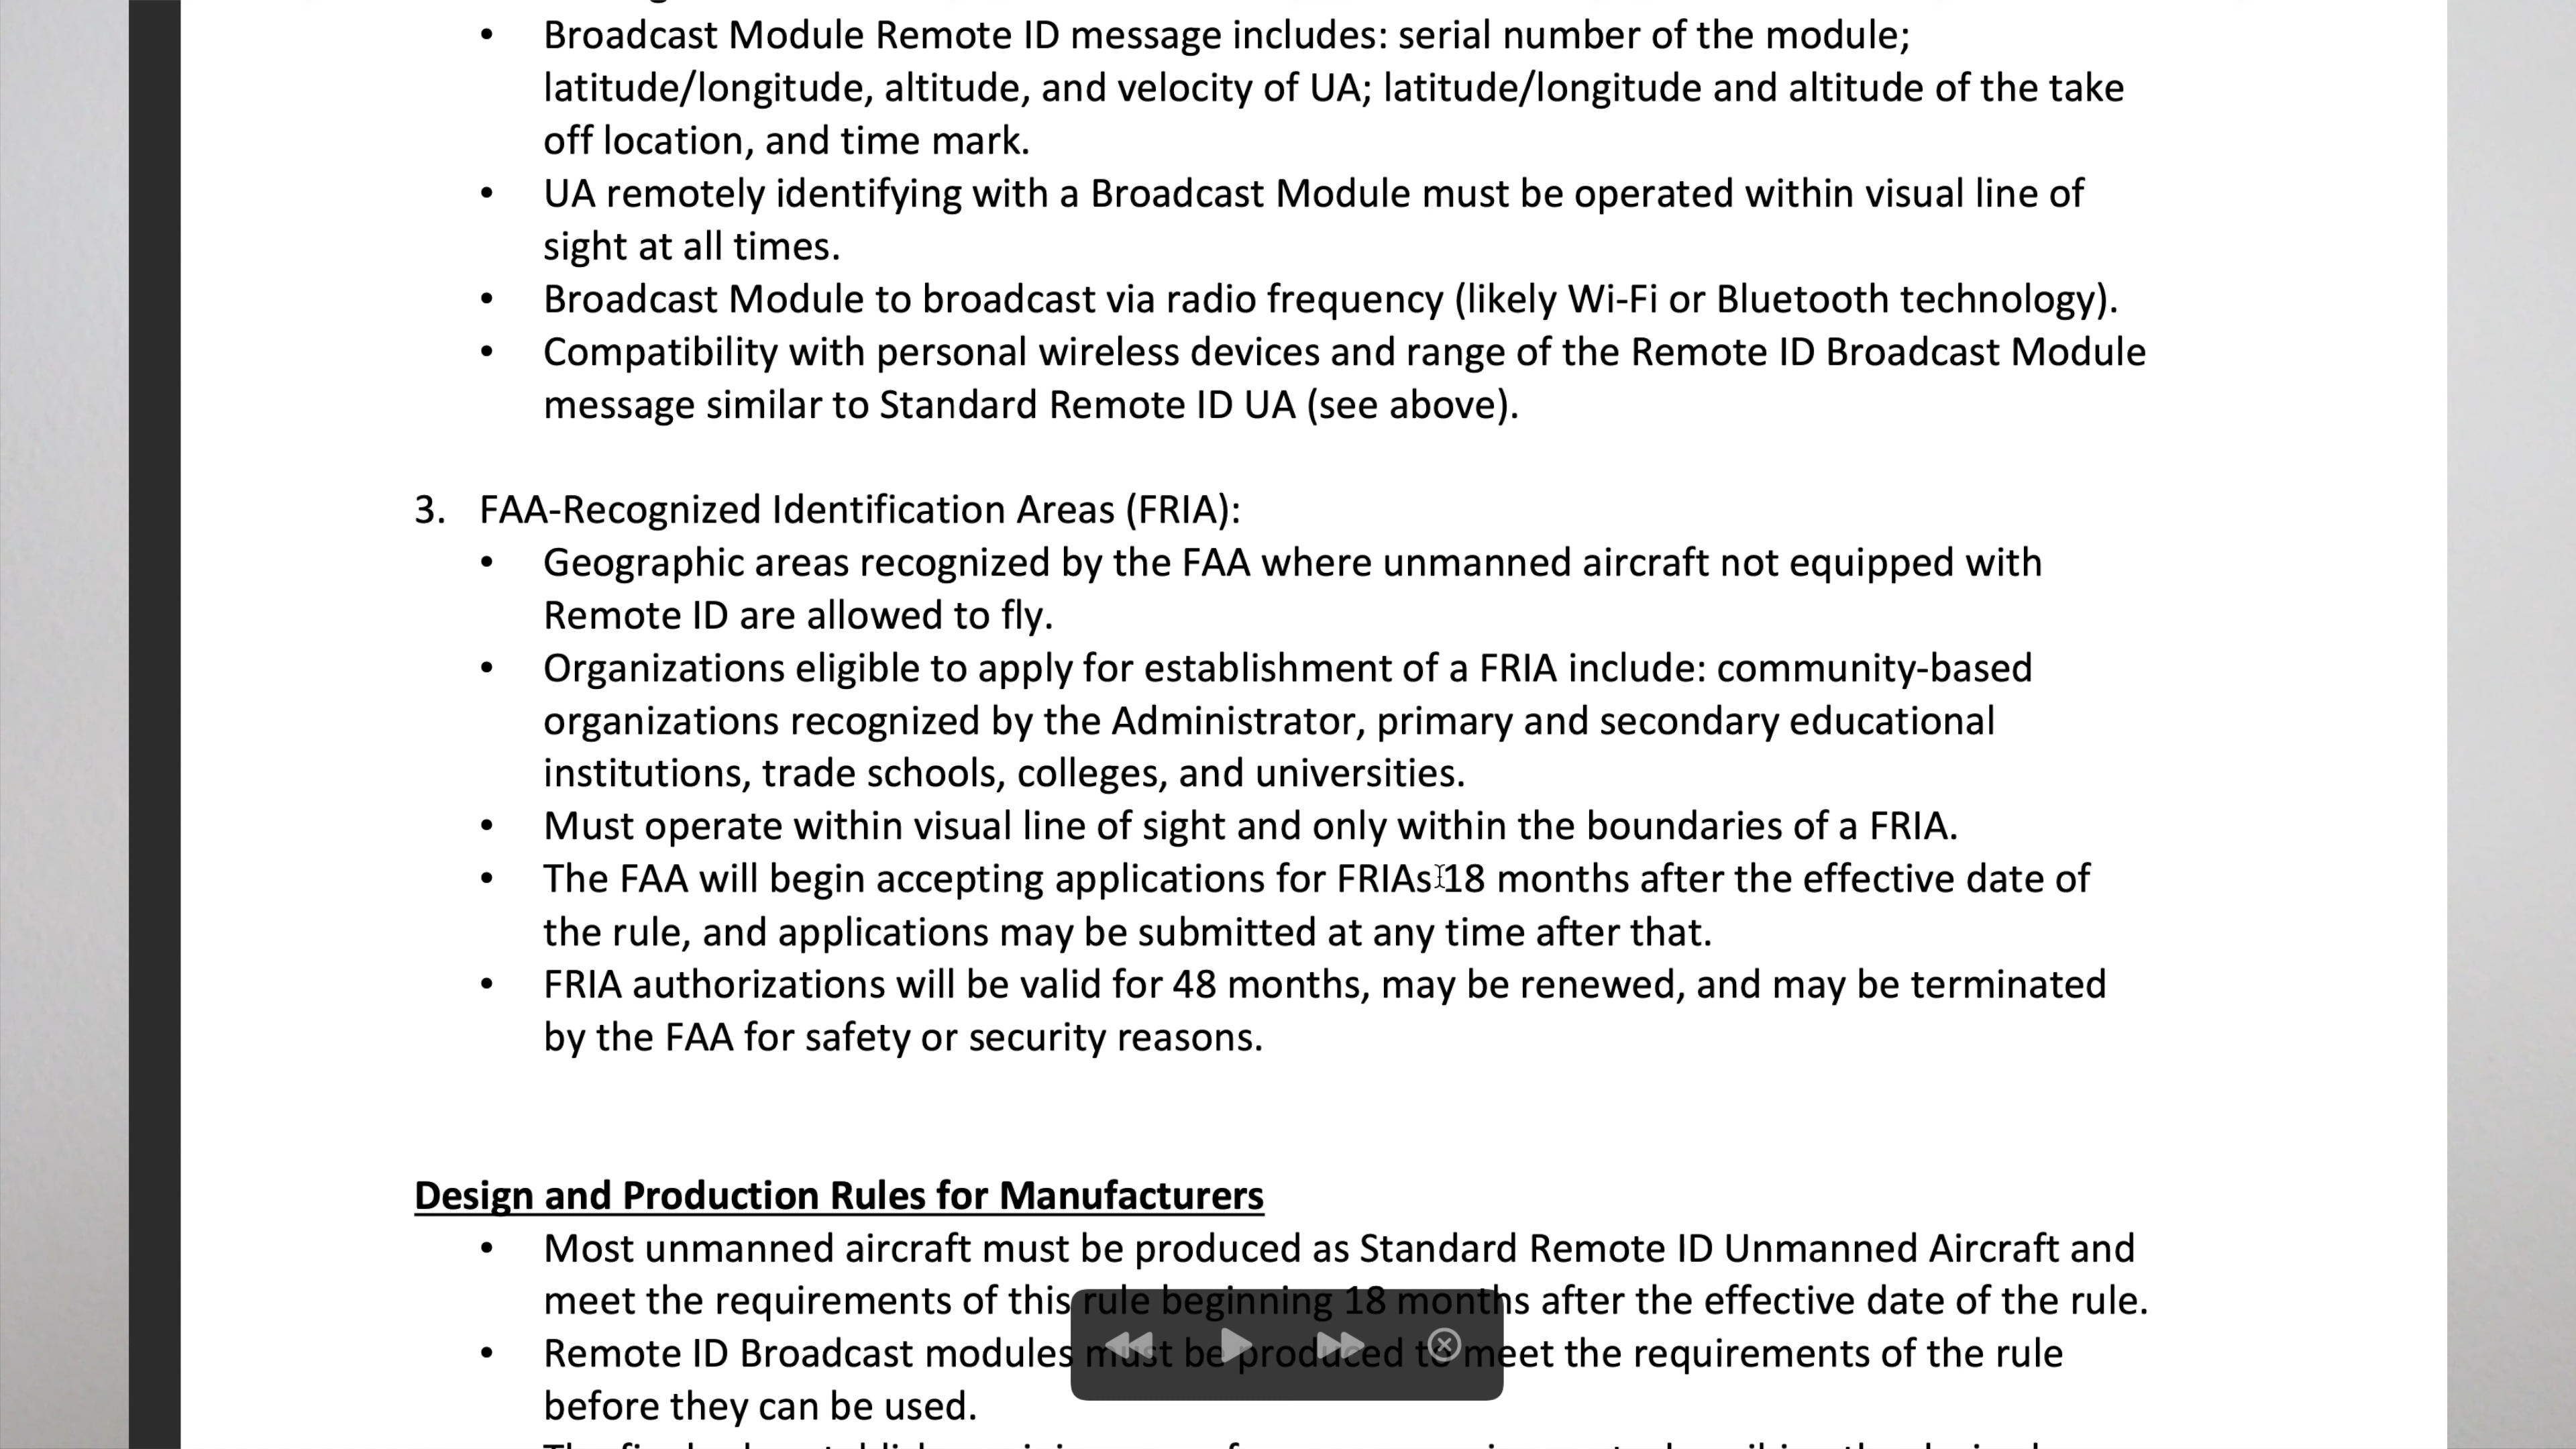 • Broadcast Module Remote ID message includes: serial number of the module;
latitude/longitude, altitude, and velocity of UA; latitude/longitude and altitude of the take
off location, and time mark.
• UA remotely identifying with a Broadcast Module must be operated within visual line of
sight at all times.
• Broadcast Module to broadcast via radio frequency (likely Wi-Fi or Bluetooth technology).
• Compatibility with personal wireless devices and range of the Remote ID Broadcast Module
message similar to Standard Remote ID UA (see above).
3. FAA-Recognized Identification Areas (FRIA):
• Geographic areas recognized by the FAA where unmanned aircraft not equipped with
Remote ID are allowed to fly.
• Organizations eligible to apply for establishment of a FRIA include: community-based
organizations recognized by the Administrator, primary and secondary educational
institutions, trade schools, colleges, and universities.
• Must operate within visual line of sight and only within the boundaries of a FRIA.
• The FAA will begin accepting applications for FRIAs 18 months after the effective date of
the rule, and applications may be submitted at any time after that.
• FRIA authorizations will be valid for 48 months, may be renewed, and may be terminated
by the FAA for safety or security reasons.
Design and Production Rules for Manufacturers
• Most unmanned aircraft must be produced as Standard Remote ID Unmanned Aircraft and
meet the requirements of this rule beginning 18 months after the effective date of the rule.
• Remote ID Broadcast modules must be produced to meet the requirements of the rule
before they can be used.